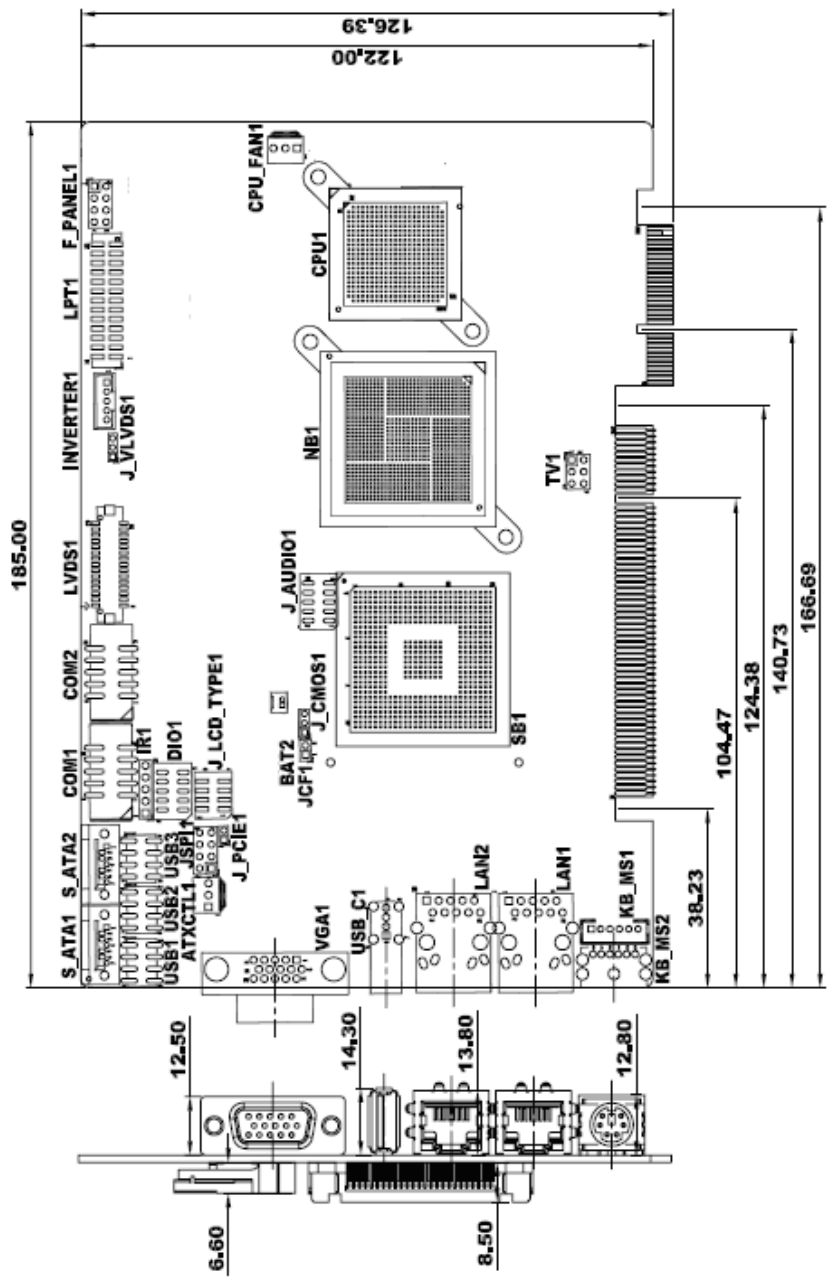 126.39
122.00
185.00
CPU_FAN1
F_PANEL1
CPU1
LPT1
INVERTER1
J_VLVDS1
NB1
TV1
LVDS1
J_AUDIO1
COM2
J_CMOS1
SB1
BAT2
JCF1
COM1
IR1
DIO1
J_LCD_TYPE1
S_ATA2
S_ATA1
USB3
JSPI1
J_PCIE1
USB2
ATXCTL1
USB1
VGA1
USB_C1
LAN2
LAN1
KB_MS1
KB_MS2
38.23
104.47
124.38
140.73
166.69
12.50
14.30
13.80
12.80
6.60
8.50